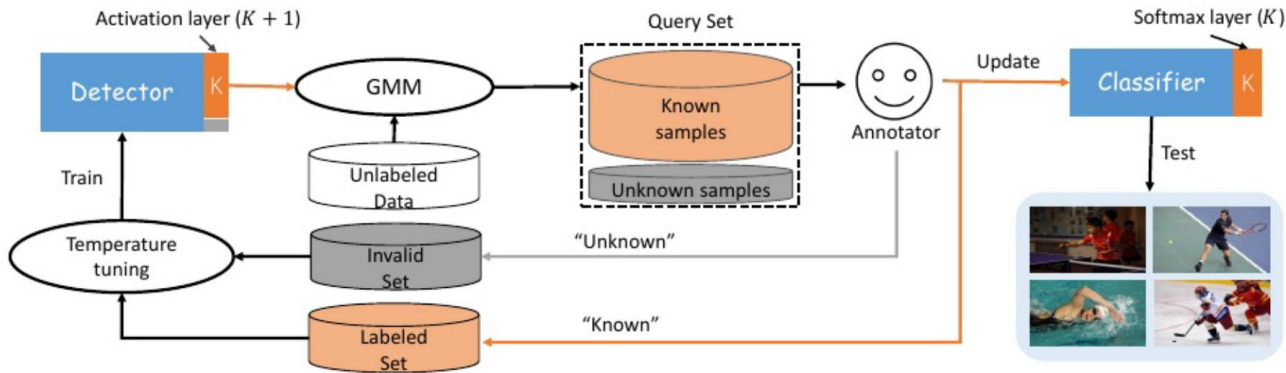 Activation layer (K + 1)
Query Set
Softmax layer (K)
Detector
K
GMM
Known
samples
Unknown samples
Annotator
Update
Classifier
K
Unlabeled
Data
Train
Test
Temperature
tuning
Invalid
Set
“Unknown”
Labeled
Set
“Known”